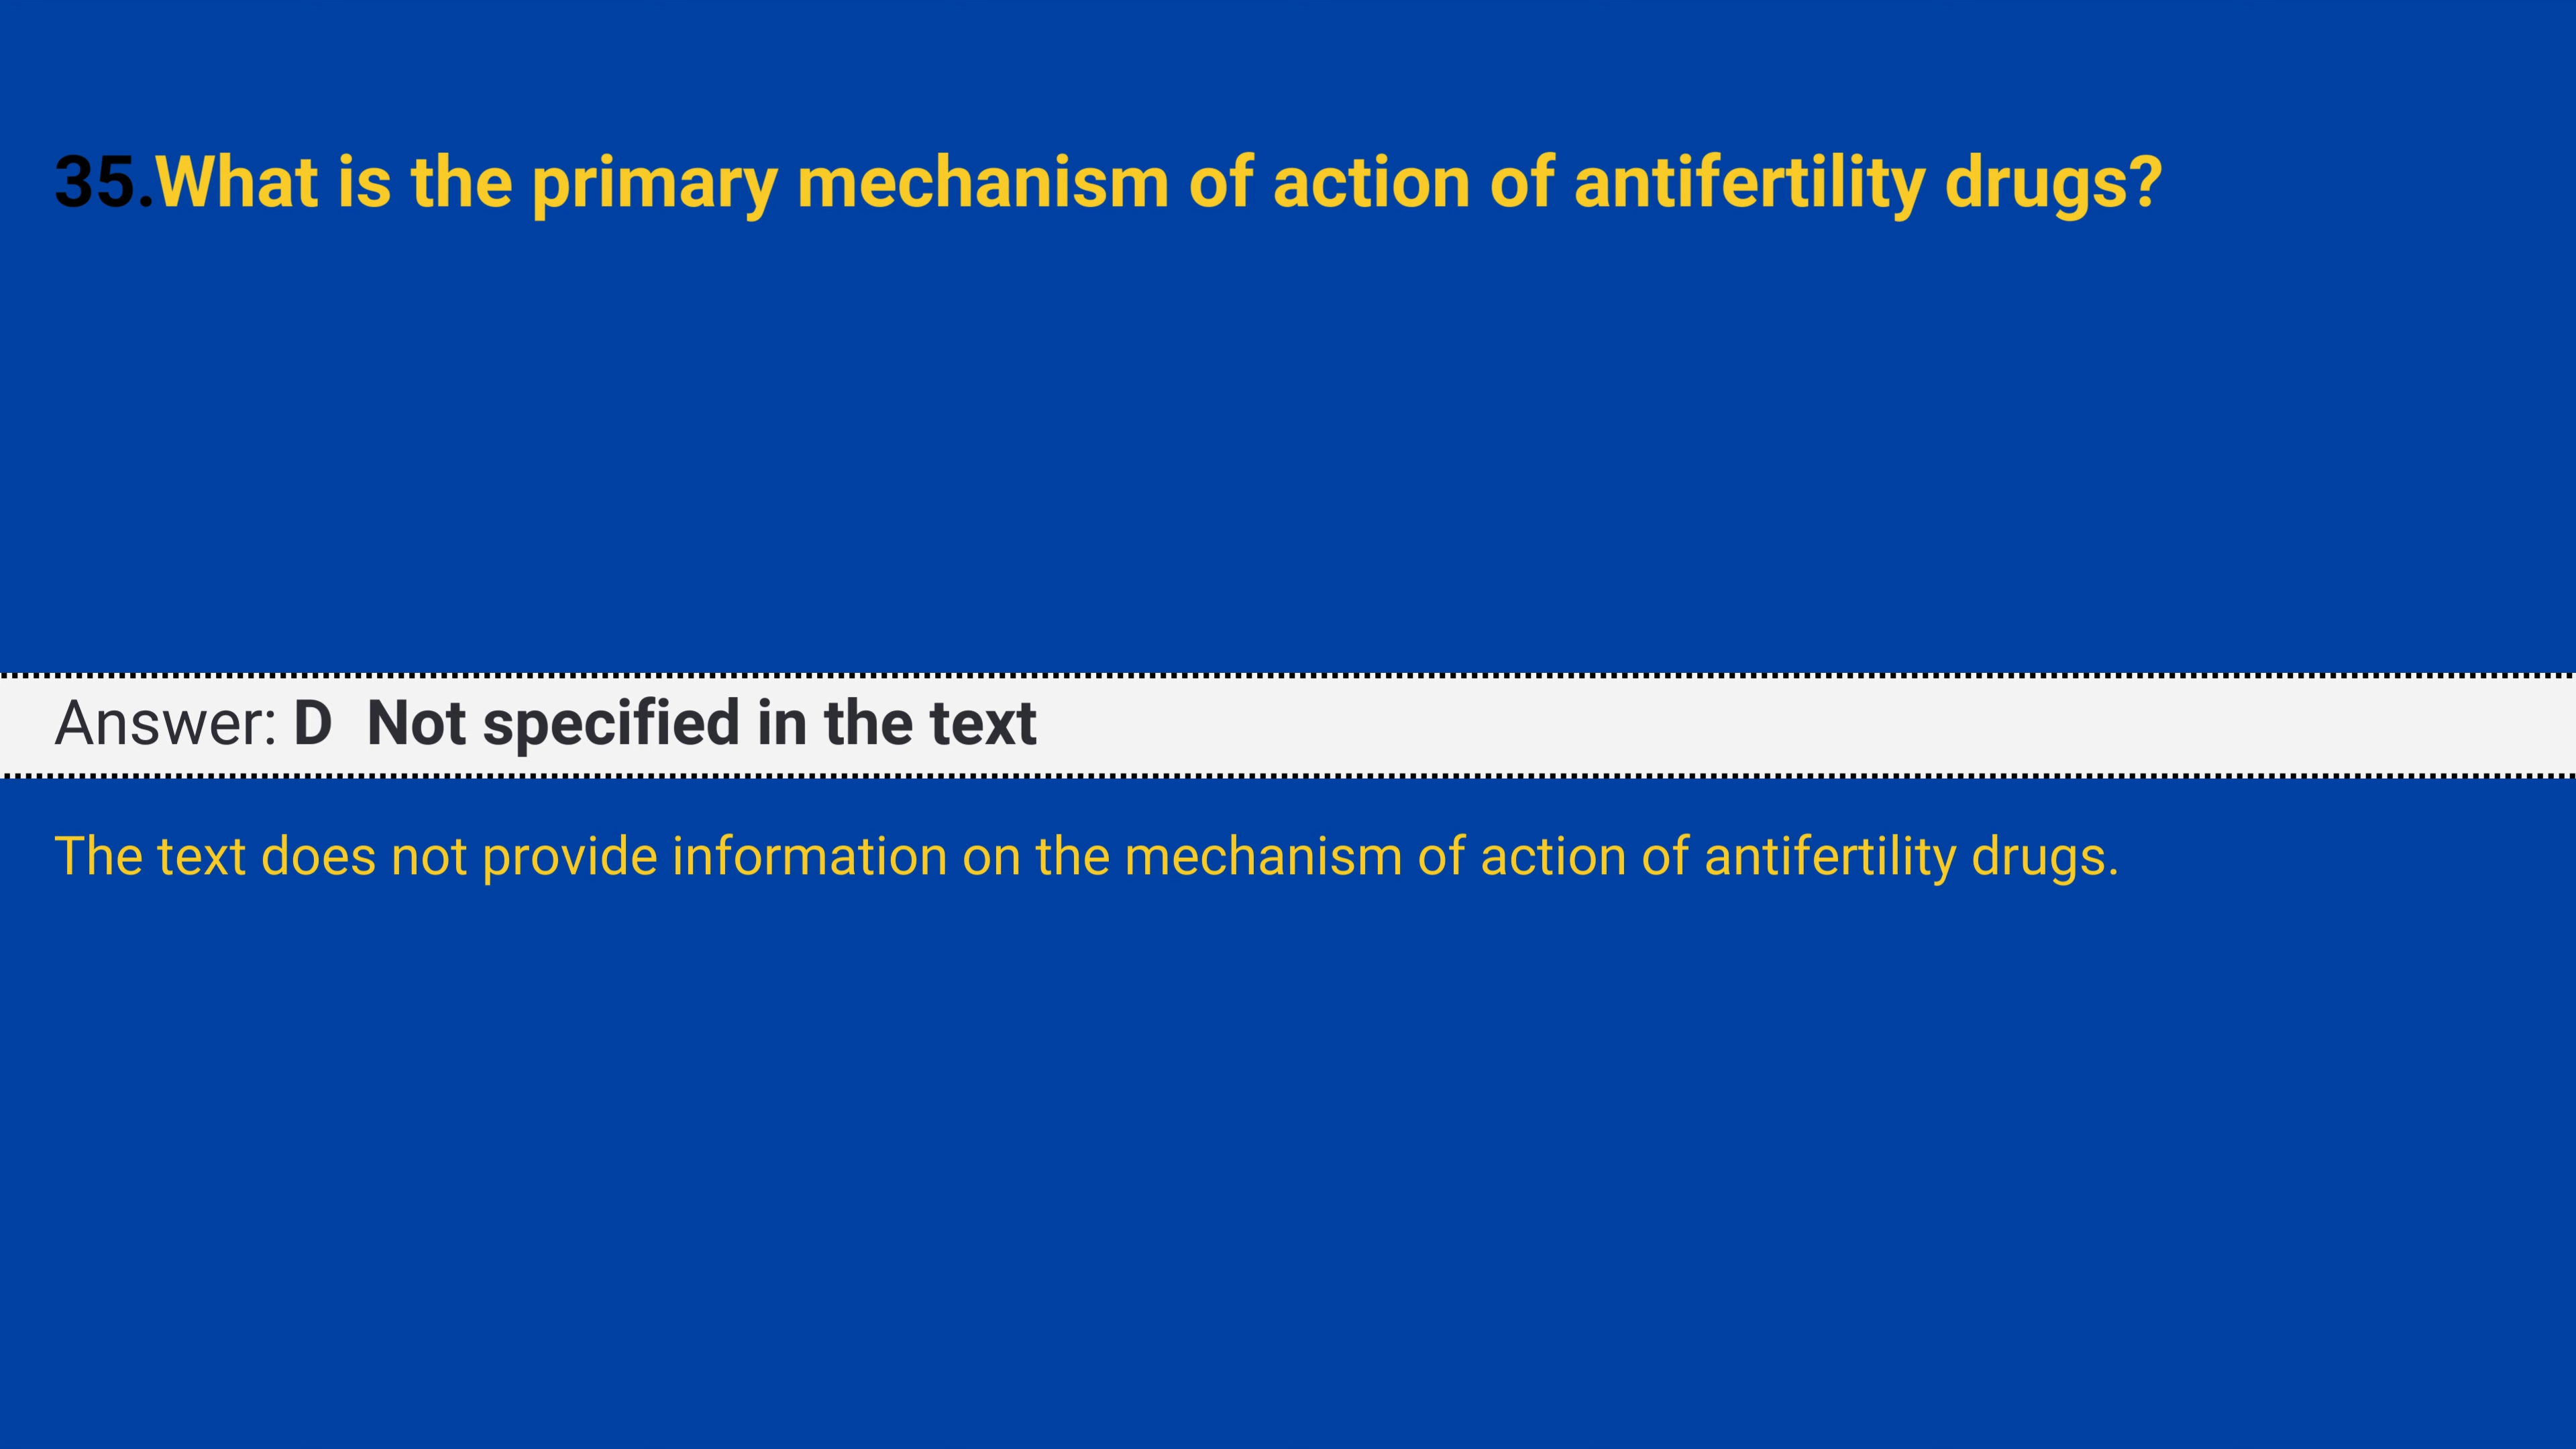 35.What is the primary mechanism of action of antifertility drugs?
Answer: D Not specified in the text
The text does not provide information on the mechanism of action of antifertility drugs.